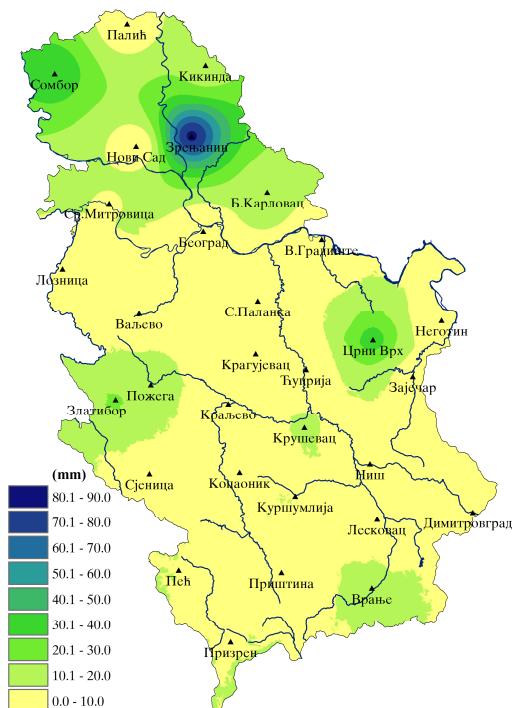 Палић
Кикинда
Сомбор
Зрењанин
Нови Сад
Б.Карловац
Ср.Митровица
Београд
В.Градиште
Лозница
С.Паланка
Ваљево
Неготин
Црни Врх
Крагујевац
Ћуприја
Зајечар
Пожега
Златибор
Краљево
Крушевац
Ниш
Сјеница
Копаоник
Куршумлија
Лесковац
Димитровград
Пећ
Приштина
Врање
Призрен
(mm)
80.1 - 90.0
70.1 - 80.0
60.1 - 70.0
50.1 - 60.0
40.1 - 50.0
30.1 - 40.0
20.1 - 30.0
10.1 - 20.0
0.0 - 10.0